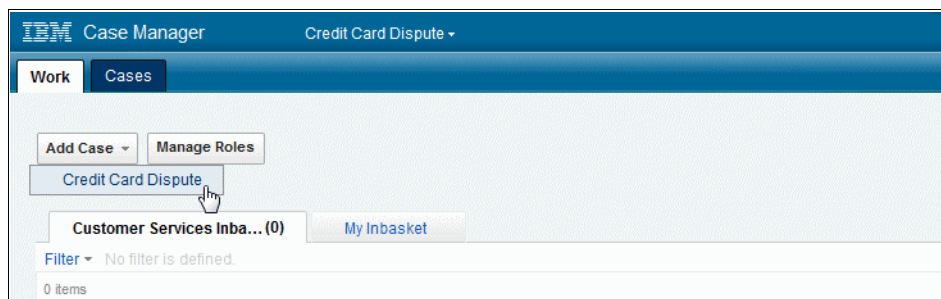 IBM Case Manager Credit Card Dispute
Work Cases
Add Case Manage Roles
Credit Card Dispute
Customer Services Inba... (0) My Inbasket
Filter No filter is defined.
0 items